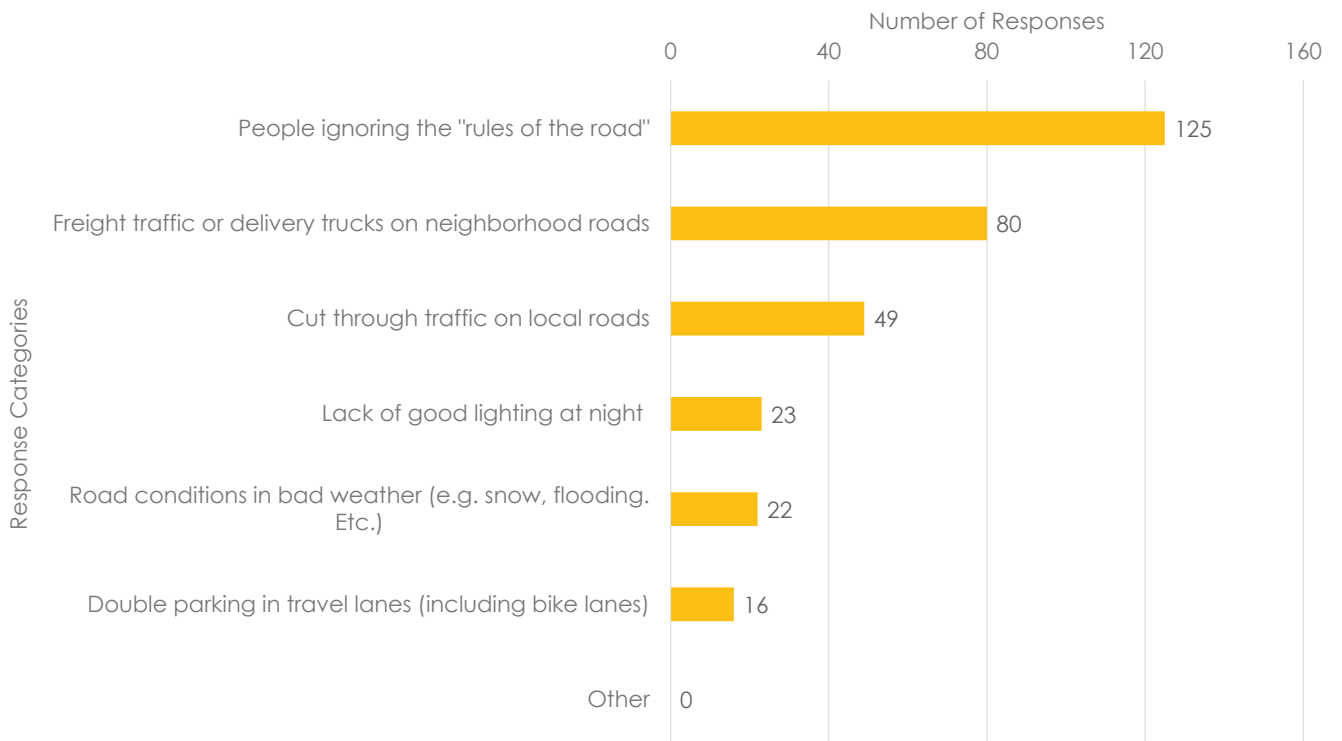 Number of Responses
0 40 80 120 160
Response Categories
People ignoring the "rules of the road" 125
Freight traffic or delivery trucks on neighborhood roads 80
Cut through traffic on local roads 49
Lack of good lighting at night 23
Road conditions in bad weather (e.g. snow, flooding.
Etc.) 22
Double parking in travel lanes (including bike lanes) 16
Other 0